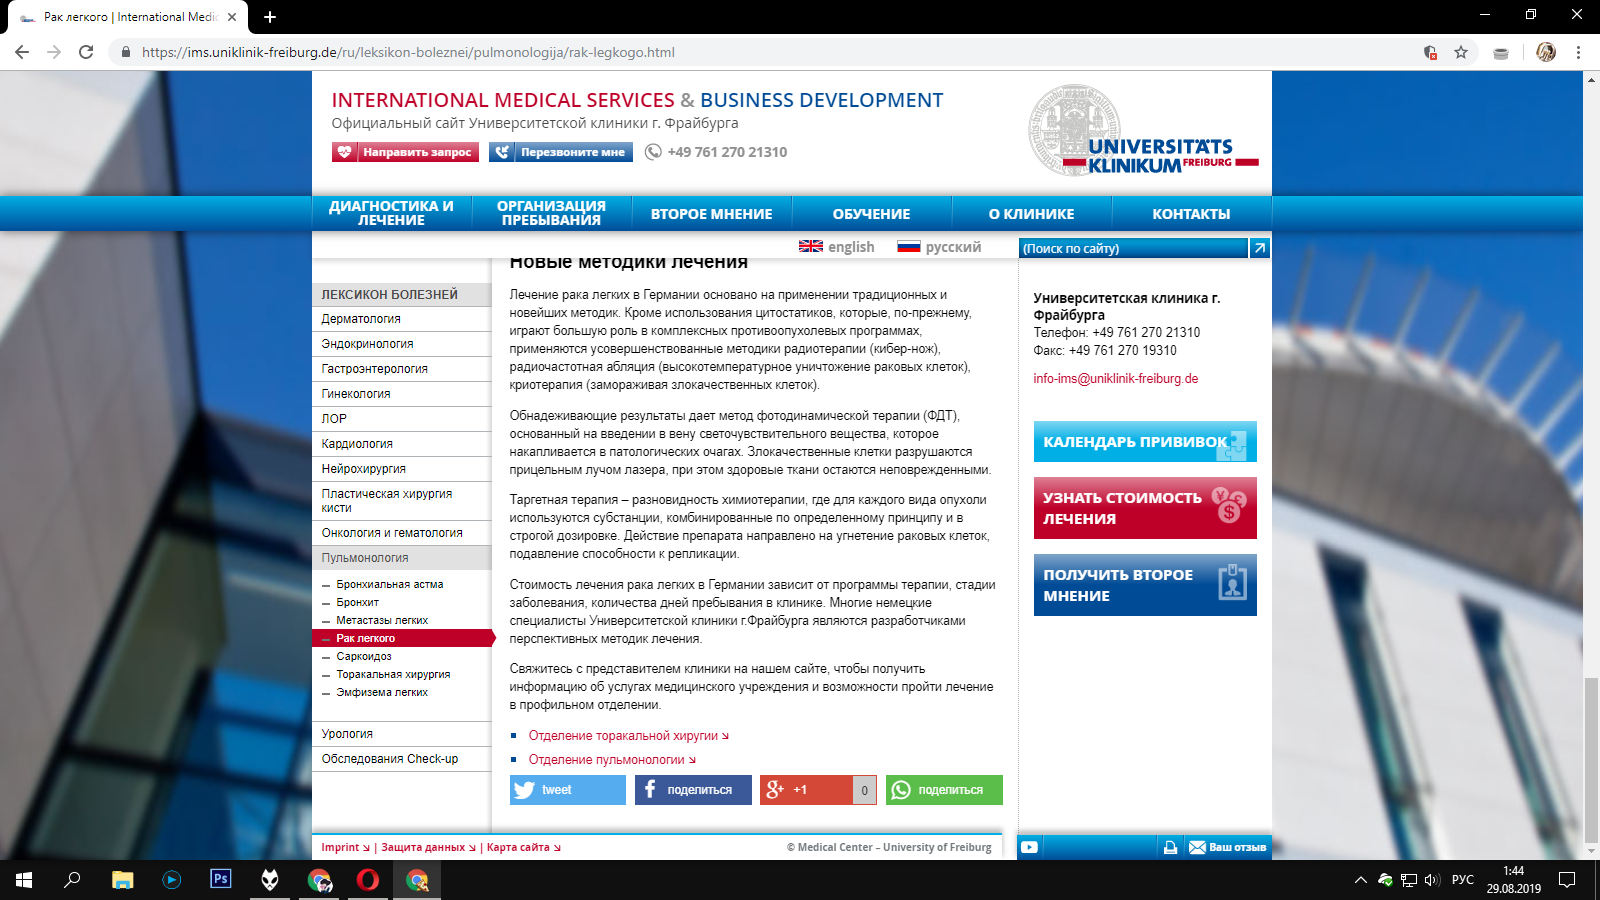 Рак легкого | International Medic
https://ims.uniklinik-freiburg.de/ru/leksikon-boleznei/pulmonologija/rak-legkogo.html
INTERNATIONAL MEDICAL SERVICES & BUSINESS DEVELOPMENT
Официальный сайт Университетской клиники г. Фрайбурга
Направить запрос
Перезвоните мне
+49 761 270 21310
UNIVERSITÄTS
KLINIKUM FREIBURG
ДИАГНОСТИКА И ЛЕЧЕНИЕ
ОРГАНИЗАЦИЯ ПРЕБЫВАНИЯ
ВТОРОЕ МНЕНИЕ
ОБУЧЕНИЕ
О КЛИНИКЕ
КОНТАКТЫ
english
русский
(Поиск по сайту)
ЛЕКСИКОН БОЛЕЗНЕЙ
Дерматология
Эндокринология
Гастроэнтерология
Гинекология
ЛОР
Кардиология
Нейрохирургия
Пластическая хирургия
кисти
Онкология и гематология
Пульмонология
Бронхиальная астма
Бронхит
Метастазы легких
Рак легкого
Саркоидоз
Торакальная хирургия
Эмфизема легких
Урология
Обследования Check-up
Новые методики лечения
Лечение рака легких в Германии основано на применении традиционных и
новейших методик. Кроме использования цитостатиков, которые, по-прежнему,
играют большую роль в комплексных противоопухолевых программах,
применяются усовершенствованные методики радиотерапии (кибер-нож),
радиочастотная абляция (высокотемпературное уничтожение раковых клеток),
криотерапия (замораживая злокачественных клеток).
Обнадеживающие результаты дает метод фотодинамической терапии (ФДТ),
основанный на введении в вену светочувствительного вещества, которое
накапливается в патологических очагах. Злокачественные клетки разрушаются
прицельным лучом лазера, при этом здоровые ткани остаются неповрежденными.
Таргетная терапия – разновидность химиотерапии, где для каждого вида опухоли
используются субстанции, комбинированные по определенному принципу и в
строгой дозировке. Действие препарата направлено на угнетение раковых клеток,
подавление способности к репликации.
Стоимость лечения рака легких в Германии зависит от программы терапии, стадии
заболевания, количества дней пребывания в клинике. Многие немецкие
специалисты Университетской клиники г.Фрайбурга являются разработчиками
перспективных методик лечения.
Свяжитесь с представителем клиники на нашем сайте, чтобы получить
информацию об услугах медицинского учреждения и возможности пройти лечение
в профильном отделении.
Отделение торакальной хиругии
Отделение пульмонологии
tweet
поделиться
g+ +1
0
поделиться
Университетская клиника г.
Фрайбурга
Телефон: +49 761 270 21310
Факс: +49 761 270 19310
info-ims@uniklinik-freiburg.de
КАЛЕНДАРЬ ПРИВИВОК
УЗНАТЬ СТОИМОСТЬ
ЛЕЧЕНИЯ
ПОЛУЧИТЬ ВТОРОЕ
МНЕНИЕ
Imprint | Защита данных | Карта сайта
© Medical Center – University of Freiburg
Ваш отзыв
Ps
РУС
1:44
29.08.2019